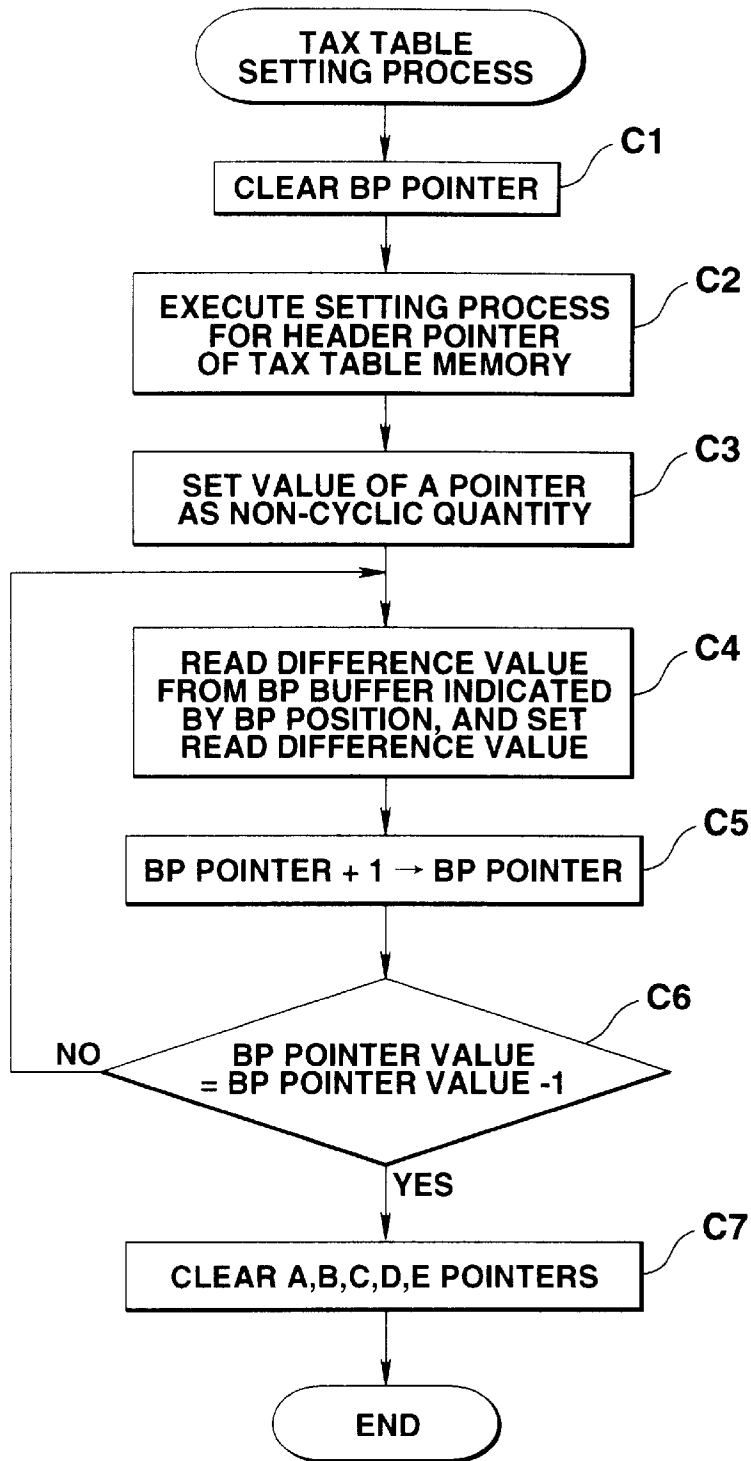 TAX TABLE
SETTING PROCESS
C1
CLEAR BP POINTER
C2
EXECUTE SETTING PROCESS
FOR HEADER POINTER
OF TAX TABLE MEMORY
C3
SET VALUE OF A POINTER
AS NON-CYCLIC QUANTITY
C4
READ DIFFERENCE VALUE
FROM BP BUFFER INDICATED
BY BP POSITION, AND SET
READ DIFFERENCE VALUE
C5
BP POINTER + 1 → BP POINTER
C6
NO
BP POINTER VALUE
= BP POINTER VALUE -1
YES
C7
CLEAR A,B,C,D,E POINTERS
END